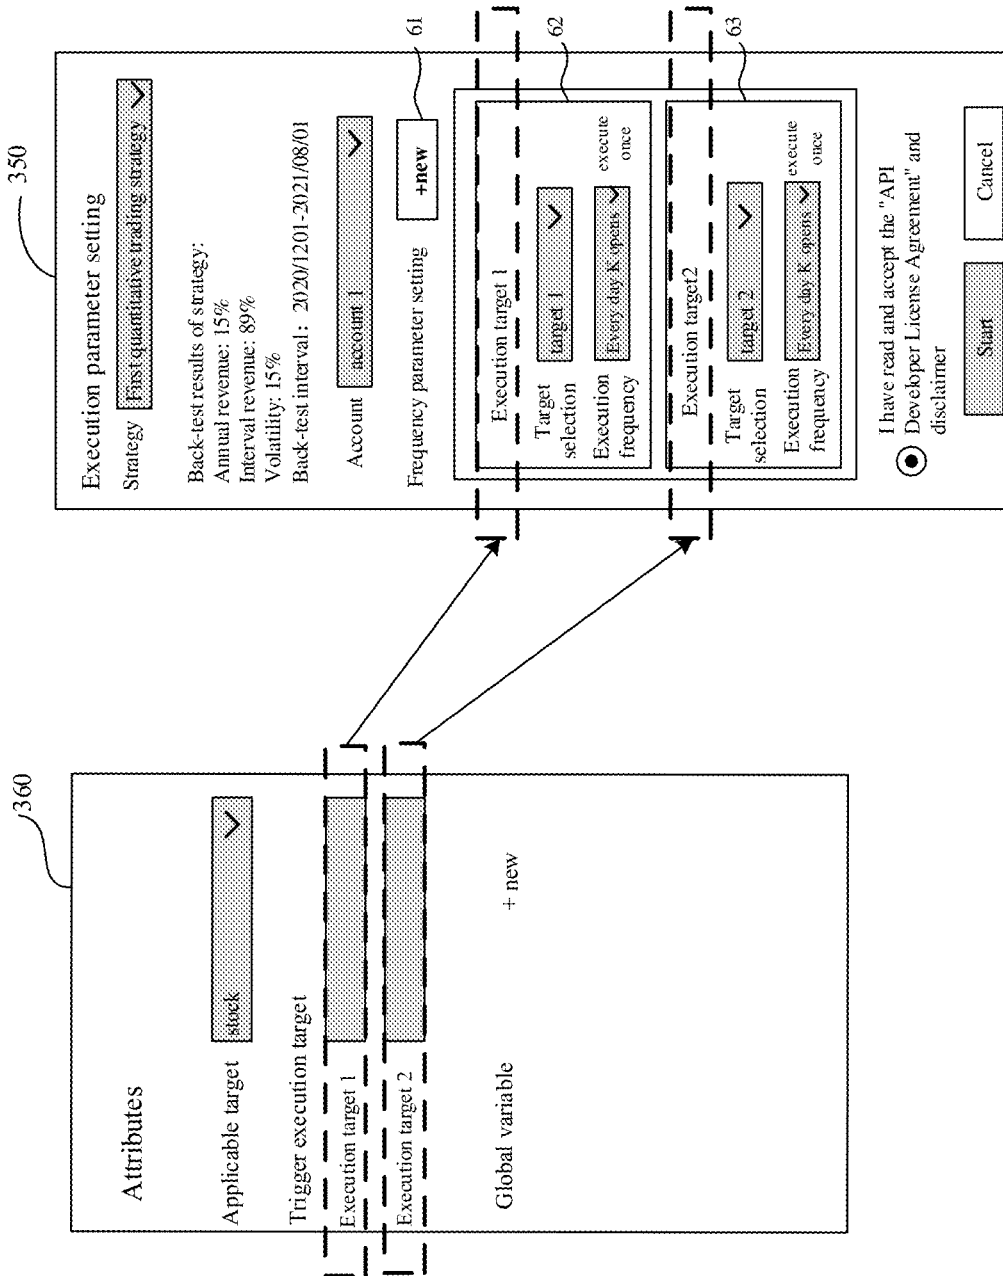 360
Attributes
Applicable target stock
Trigger execution target
Execution target 1
Execution target 2
Global variable + new
350
Execution parameter setting
Strategy First quantitative trading strategy
Back-test results of strategy:
Annual revenue: 15%
Interval revenue: 89%
Volatility: 15%
Back-test interval: 2020/1201-2021/08/01
Account account 1
Frequency parameter setting +new
61
Execution target 1
62
Target
selection
target 1
Execution
frequency
Every day K opens
execute
once
Execution target2
63
Target
selection
target 2
Execution
frequency
Every day K opens
execute
once
I have read and accept the "API
Developer License Agreement" and
disclaimer
Start
Cancel